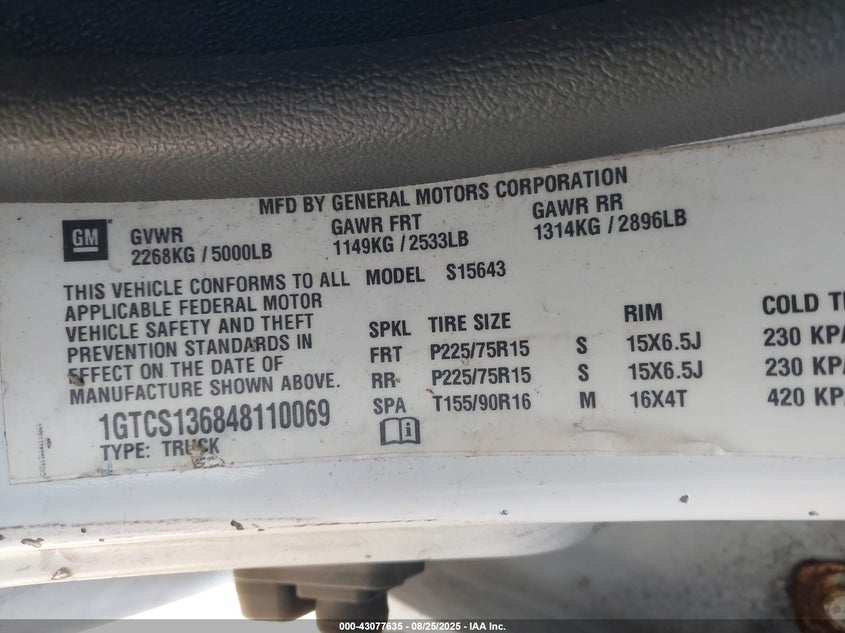 MFD BY GENERAL MOTORS CORPORATION
GM
GVWR GAWR FRT GAWR RR
2268KG / 5000LB 1149KG / 2533LB 1314KG / 2896LB
THIS VEHICLE CONFORMS TO ALL
APPLICABLE FEDERAL MOTOR
VEHICLE SAFETY AND THEFT
PREVENTION STANDARDS IN
EFFECT ON THE DATE OF
MANUFACTURE SHOWN ABOVE.
1GTCS136848110069
TYPE: TRUCK
MODEL S15643
SPKL TIRE SIZE RIM COLD
FRT P225/75R15 S 15X6.5J 230 KPA
RR P225/75R15 S 15X6.5J 230 KPA
SPA T155/90R16 M 16X4T 420 KPA
000-43077635 - 08/25/2025 - IAA Inc.